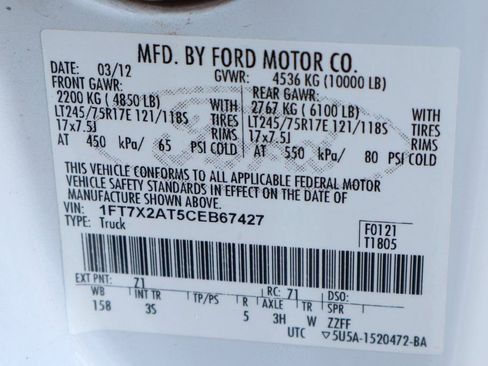 MFD. BY FORD MOTOR CO.
DATE: 03/12 GVWR: 4536 KG (10000 LB)
FRONT GAWR: REAR GAWR:
2200 KG ( 4850 LB) WITH 2767 KG ( 6100 LB) WITH
LT245/75R17E 121/118S TIRES LT245/75R17E 121/118S TIRES
17x7.5J RIMS 17x7.5J RIMS
AT 450 kPa/ 65 PSI COLD AT 550 kPa/ 80 PSI COLD
THIS VEHICLE CONFORMS TO ALL APPLICABLE FEDERAL MOTOR
VEHICLE SAFETY STANDARDS IN EFFECT ON THE DATE OF
MANUFACTURE SHOWN ABOVE.
VIN: 1FT7X2AT5CEB67427 F0121
TYPE: Truck T1805
EXT PNT: Z1 RC: 71 DSO:
WB INT TR TP/PS R AXLE TR SPR
158 3S 5 3H W ZZFF
UTC ▽5U5A-1520472-BA
Ford